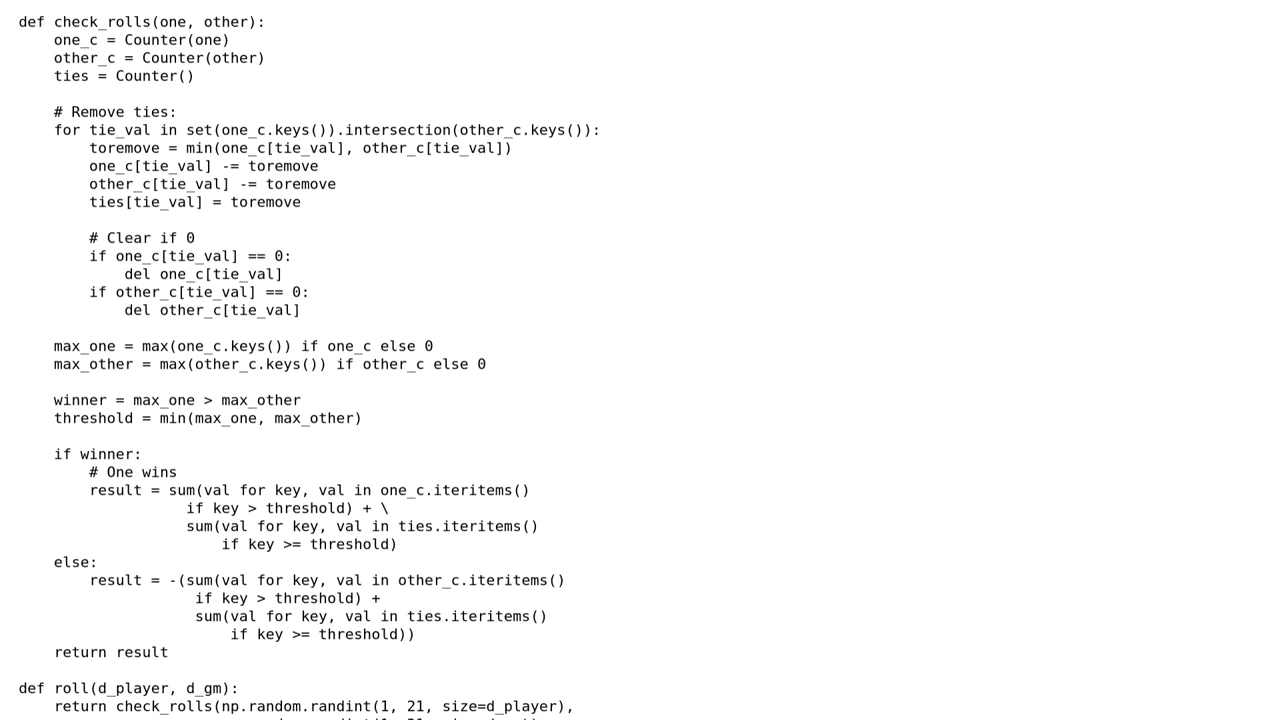 def check_rolls(one, other):
    one_c = Counter(one)
    other_c = Counter(other)
    ties = Counter()

    # Remove ties:
    for tie_val in set(one_c.keys()).intersection(other_c.keys()):
        toremove = min(one_c[tie_val], other_c[tie_val])
        one_c[tie_val] -= toremove
        other_c[tie_val] -= toremove
        ties[tie_val] = toremove

        # Clear if 0
        if one_c[tie_val] == 0:
            del one_c[tie_val]
        if other_c[tie_val] == 0:
            del other_c[tie_val]

    max_one = max(one_c.keys()) if one_c else 0
    max_other = max(other_c.keys()) if other_c else 0

    winner = max_one > max_other
    threshold = min(max_one, max_other)

    if winner:
        # One wins
        result = sum(val for key, val in one_c.iteritems()
                   if key > threshold) + \
                   sum(val for key, val in ties.iteritems()
                       if key >= threshold)
    else:
        result = -(sum(val for key, val in other_c.iteritems()
                    if key > threshold) +
                    sum(val for key, val in ties.iteritems()
                        if key >= threshold))
    return result

def roll(d_player, d_gm):
    return check_rolls(np.random.randint(1, 21, size=d_player),